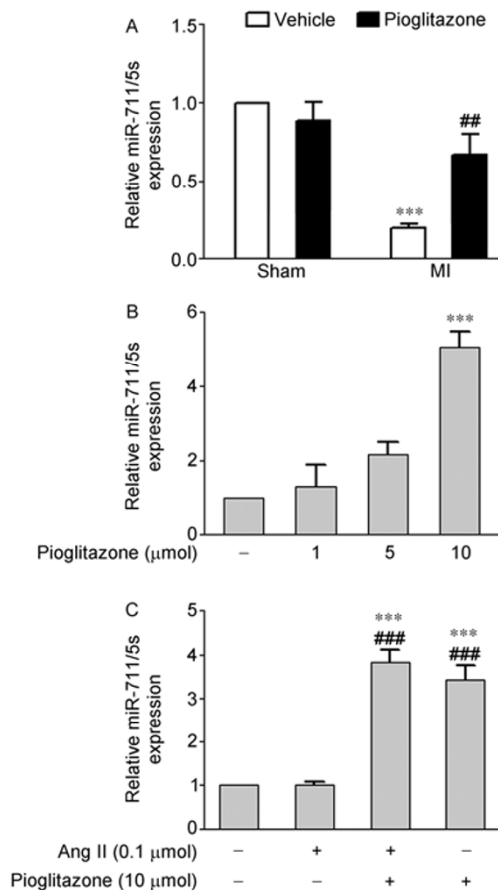 A
Vehicle Pioglitazone
Relative miR-711/5s
expression
1.5
1.0
0.5
0.0
***
##
Sham MI
B
Relative miR-711/5s
expression
6
4
2
0
***
Pioglitazone (μmol) – 1 5 10
C
Relative miR-711/5s
expression
5
4
3
2
1
0
*** ***
### ###
Ang II (0.1 μmol) – + + –
Pioglitazone (10 μmol) – – + +